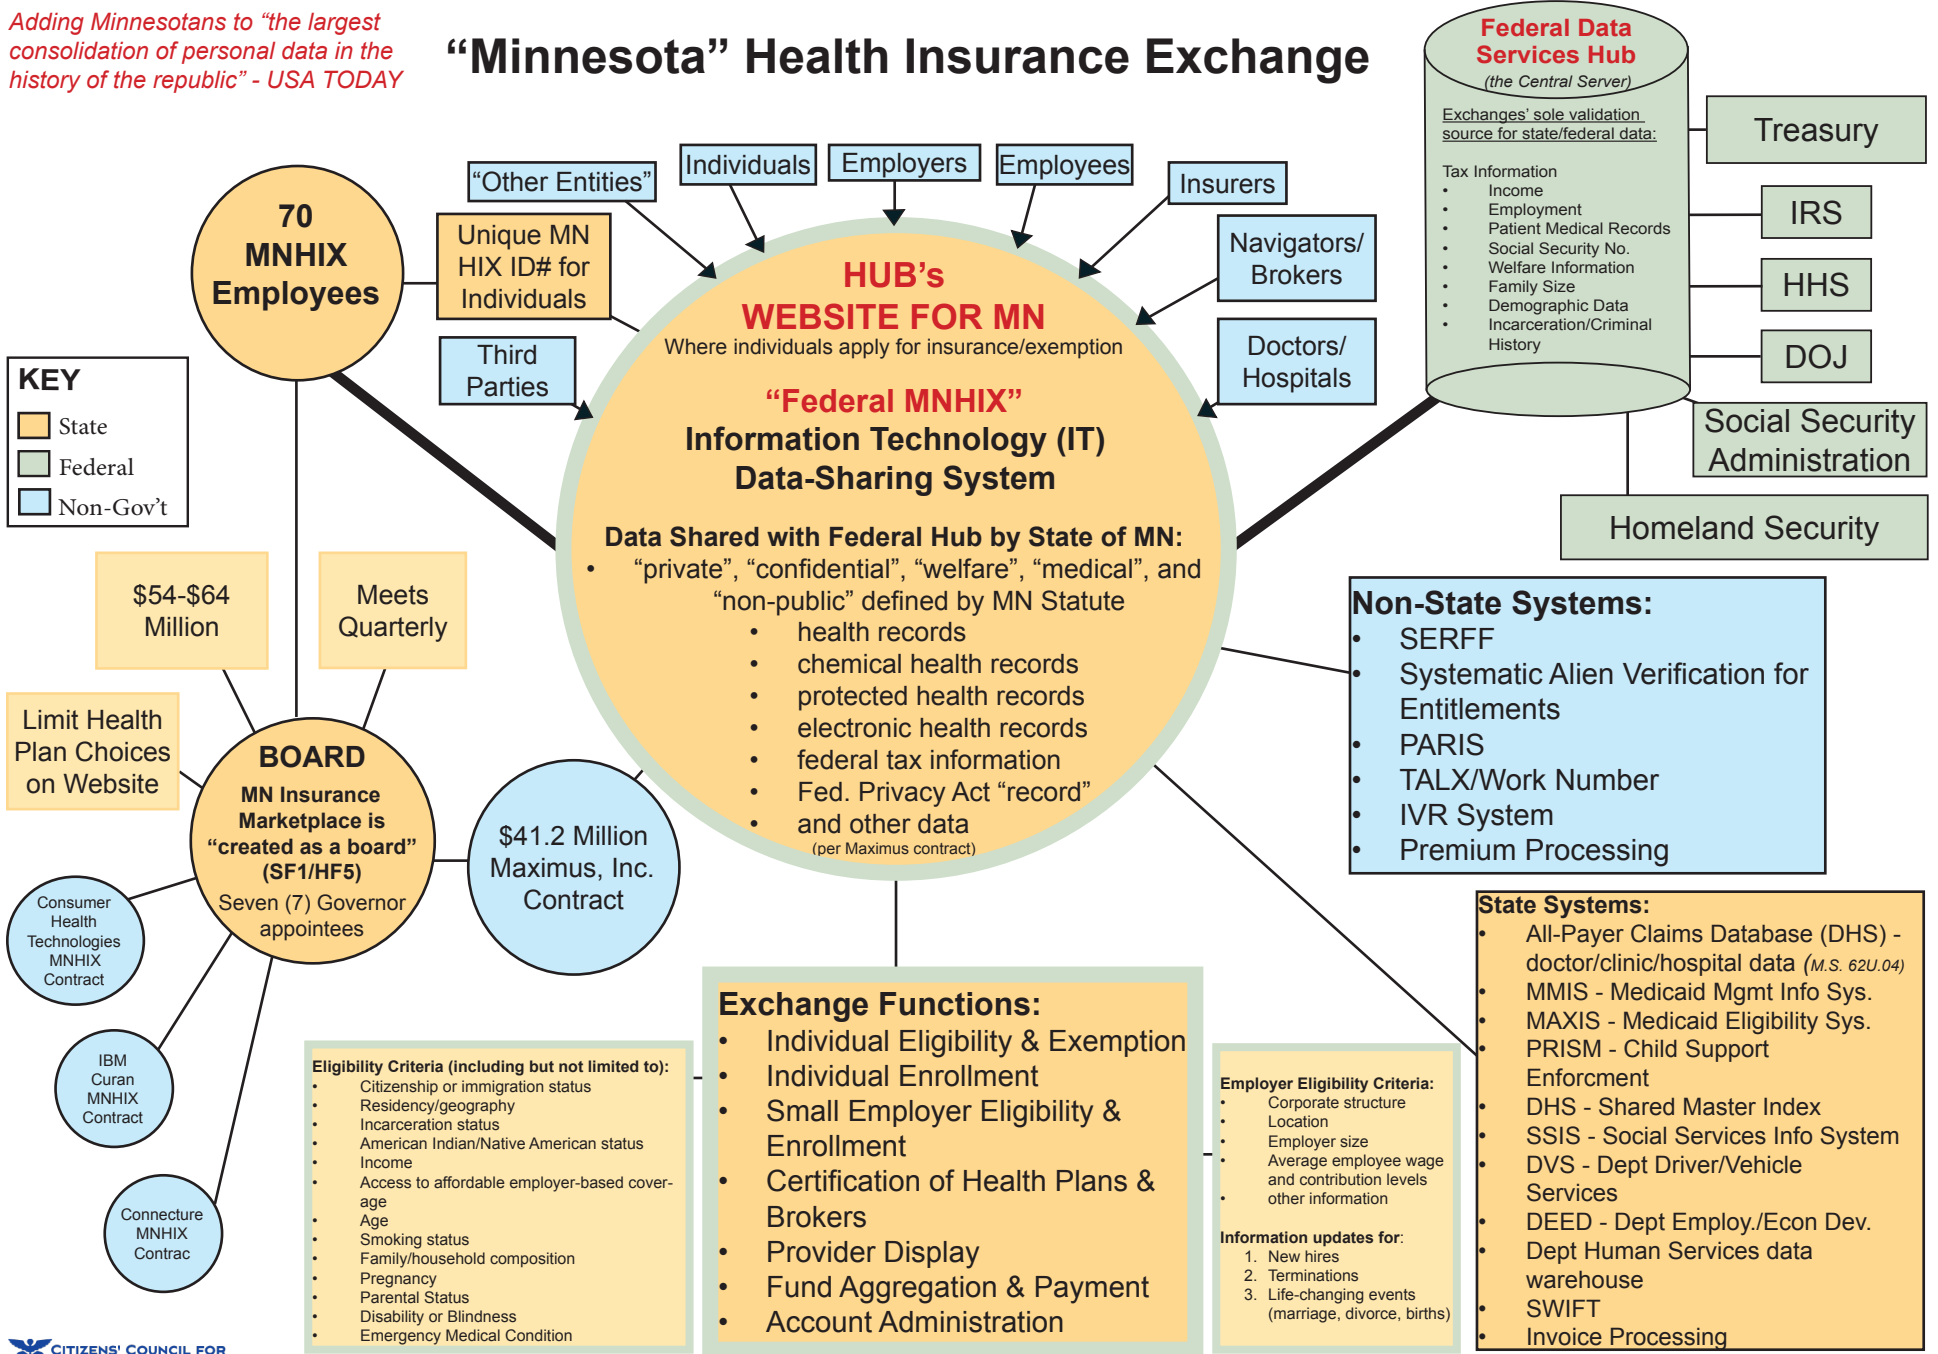 Adding Minnesotans to “the largest
consolidation of personal data in the
history of the republic” - USA TODAY
“Minnesota” Health Insurance Exchange
Federal Data
Services Hub
(the Central Server)
Exchanges’ sole validation
source for state/federal data:
Tax Information
• Income
• Employment
• Patient Medical Records
• Social Security No.
• Welfare Information
• Family Size
• Demographic Data
• Incarceration/Criminal
History
Treasury
IRS
HHS
DOJ
Social Security
Administration
Homeland Security
“Other Entities”
Individuals
Employers
Employees
Insurers
Navigators/
Brokers
Doctors/
Hospitals
70
MNHIX
Employees
Unique MN
HIX ID# for
Individuals
Third
Parties
KEY
State
Federal
Non-Gov’t
HUB’s
WEBSITE FOR MN
Where individuals apply for insurance/exemption
“Federal MNHIX”
Information Technology (IT)
Data-Sharing System
Data Shared with Federal Hub by State of MN:
• “private”, “confidential”, “welfare”, “medical”, and
“non-public” defined by MN Statute
• health records
• chemical health records
• protected health records
• electronic health records
• federal tax information
• Fed. Privacy Act “record”
• and other data
(per Maximus contract)
$54-$64
Million
Meets
Quarterly
Limit Health
Plan Choices
on Website
BOARD
MN Insurance
Marketplace is
“created as a board”
(SF1/HF5)
Seven (7) Governor
appointees
$41.2 Million
Maximus, Inc.
Contract
Consumer
Health
Technologies
MNHIX
Contract
IBM
Curan
MNHIX
Contract
Connecture
MNHIX
Contrac
Non-State Systems:
• SERFF
• Systematic Alien Verification for
Entitlements
• PARIS
• TALX/Work Number
• IVR System
• Premium Processing
State Systems:
• All-Payer Claims Database (DHS) -
doctor/clinic/hospital data (M.S. 62U.04)
• MMIS - Medicaid Mgmt Info Sys.
• MAXIS - Medicaid Eligibility Sys.
• PRISM - Child Support
Enforcment
• DHS - Shared Master Index
• SSIS - Social Services Info System
• DVS - Dept Driver/Vehicle
Services
• DEED - Dept Employ./Econ Dev.
• Dept Human Services data
warehouse
• SWIFT
• Invoice Processing
Exchange Functions:
• Individual Eligibility & Exemption
• Individual Enrollment
• Small Employer Eligibility &
Enrollment
• Certification of Health Plans &
Brokers
• Provider Display
• Fund Aggregation & Payment
• Account Administration
Eligibility Criteria (including but not limited to):
• Citizenship or immigration status
• Residency/geography
• Incarceration status
• American Indian/Native American status
• Income
• Access to affordable employer-based cover-
age
• Age
• Smoking status
• Family/household composition
• Pregnancy
• Parental Status
• Disability or Blindness
• Emergency Medical Condition
Employer Eligibility Criteria:
• Corporate structure
• Location
• Employer size
• Average employee wage
and contribution levels
• other information
Information updates for:
1. New hires
2. Terminations
3. Life-changing events
(marriage, divorce, births)
CITIZENS' COUNCIL FOR